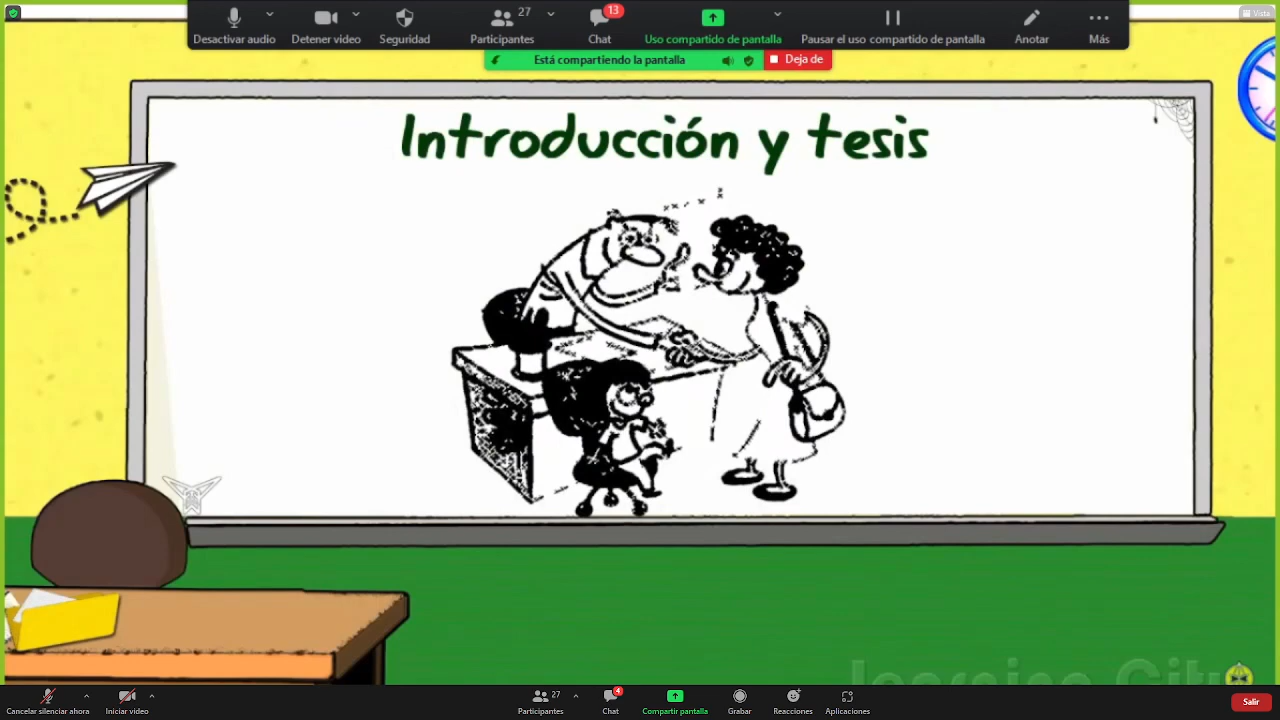 27
13
Vista
Desactivar audio
Detener video
Seguridad
Participantes
Chat
Uso compartido de pantalla
Pausar el uso compartido de pantalla
Anotar
Más
Está compartiendo la pantalla
Deja de
Introducción y tesis
27
4
Cancelar silenciar ahora
Iniciar video
Participantes
Chat
Compartir pantalla
Grabar
Reacciones
Aplicaciones
Salir